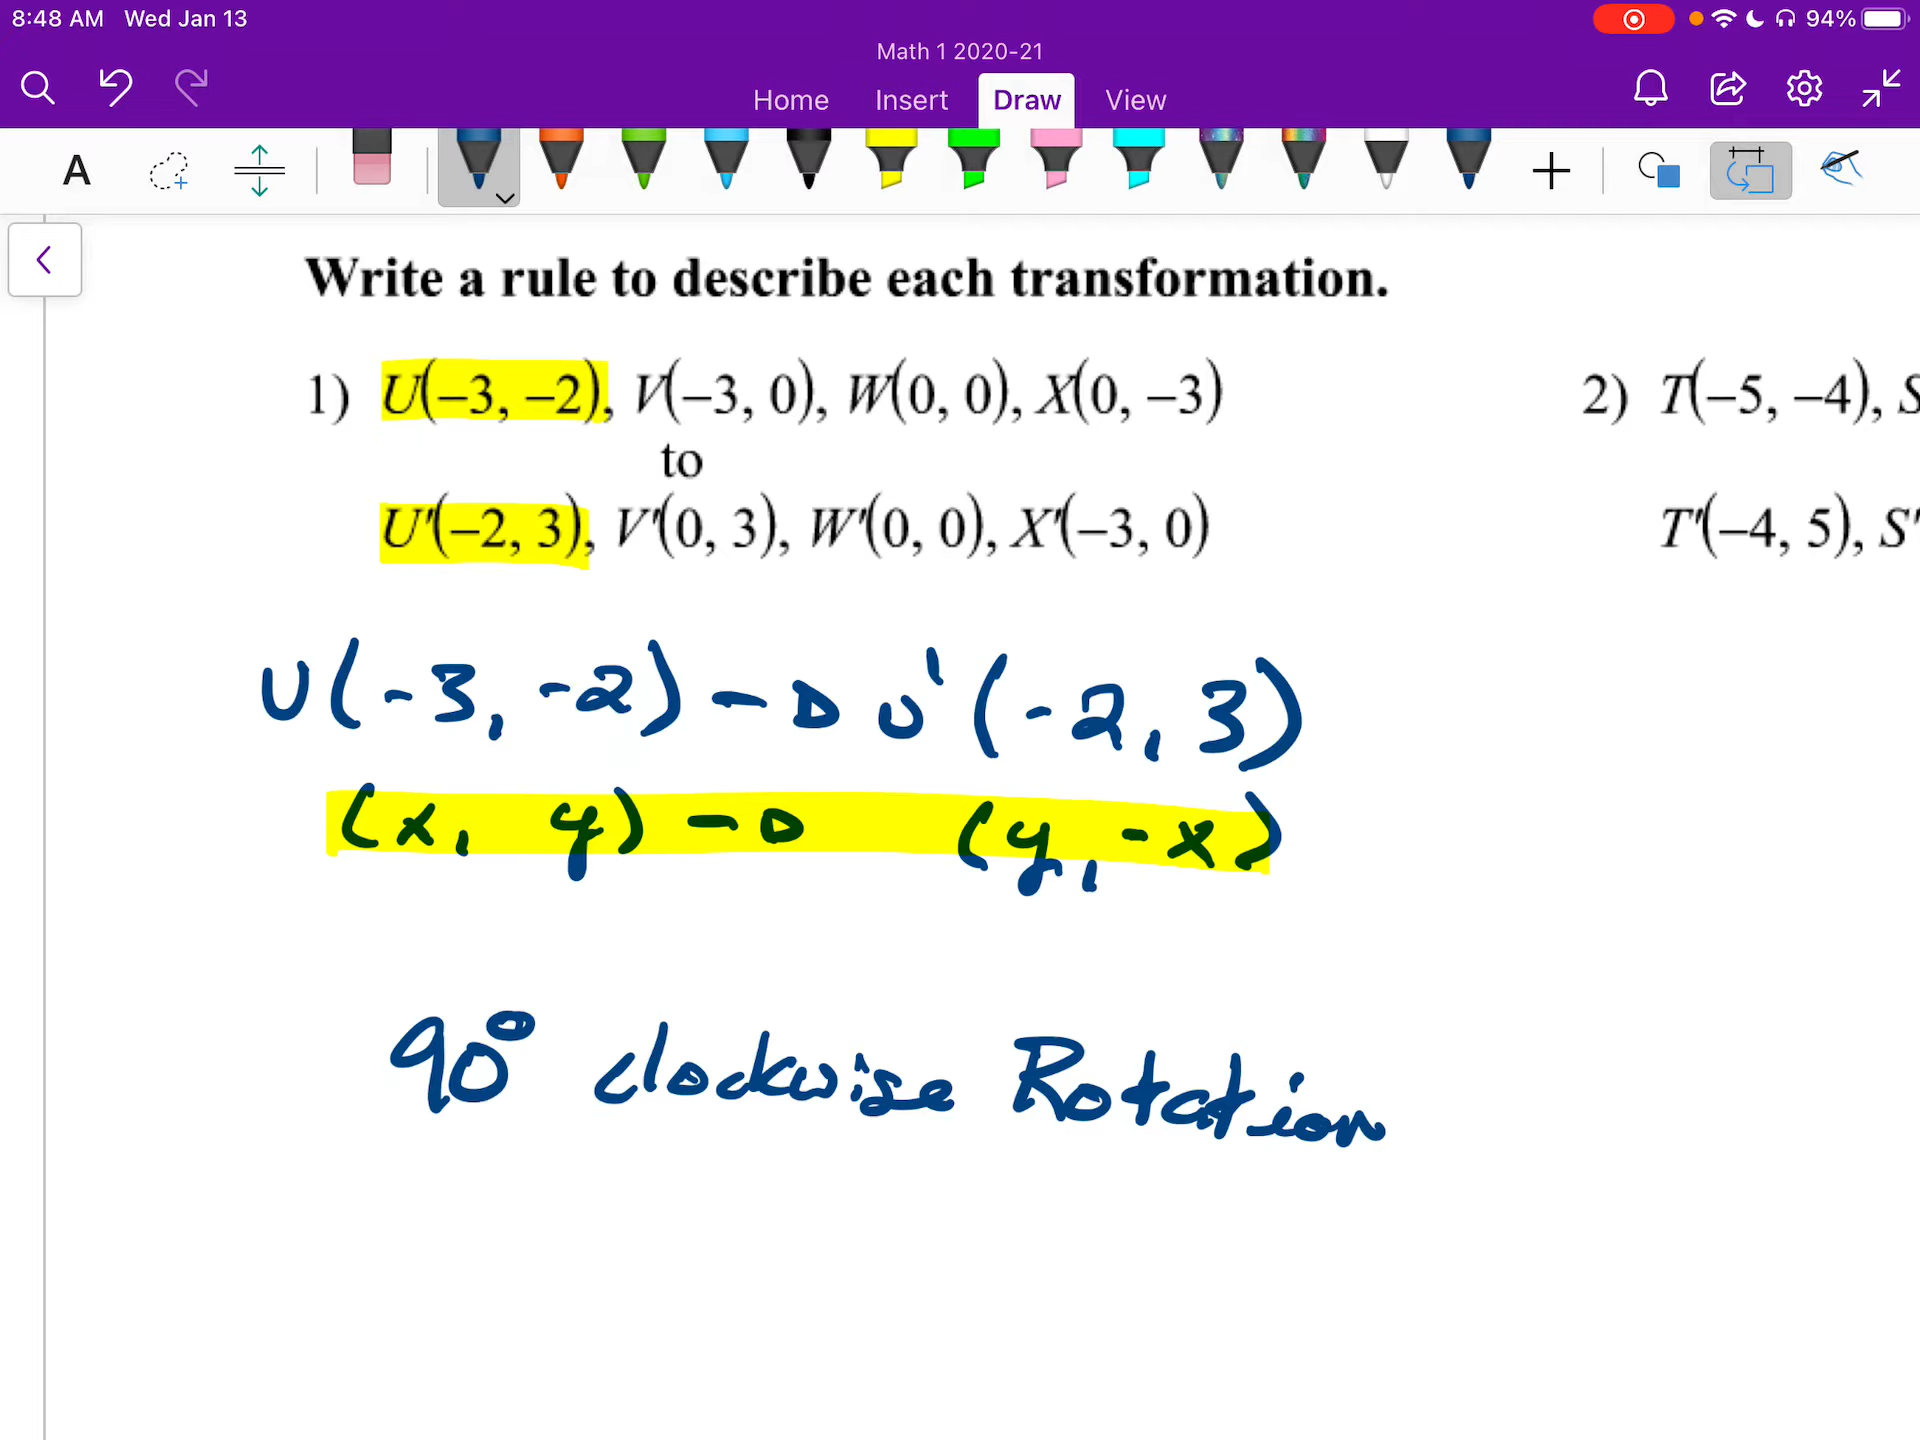 8:48 AM Wed Jan 13
94%
Math 1 2020-21
Home Insert Draw View
A
Write a rule to describe each transformation.
1) U(−3, −2), V(−3, 0), W(0, 0), X(0, −3)
to
U'(−2, 3), V'(0, 3), W'(0, 0), X'(−3, 0)
2) T(−5, −4), S
T'(−4, 5), S'
U(-3, -2) → U'(-2, 3)
(x, y) → (y, -x)
90° clockwise Rotation